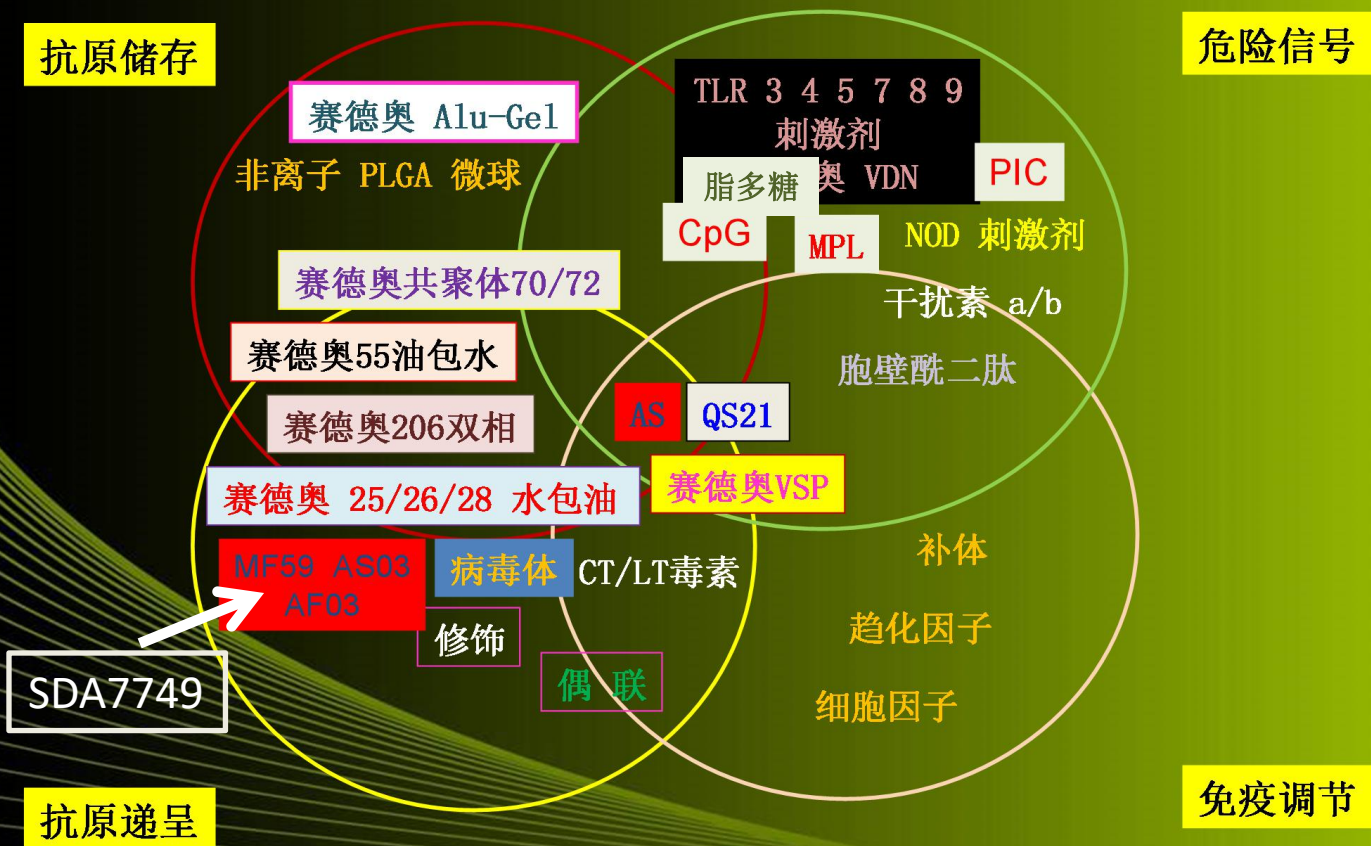 抗原储存
危险信号
赛德奥 Alu-Gel
TLR 3 4 5 7 8 9
刺激剂
奥 VDN
脂多糖
PIC
非离子 PLGA 微球
CpG
MPL
NOD 刺激剂
赛德奥共聚体70/72
干扰素 a/b
赛德奥55油包水
胞壁酰二肽
赛德奥206双相
AS
QS21
赛德奥 25/26/28 水包油
赛德奥VSP
MF59 AS03
AF03
病毒体
CT/LT毒素
补体
修饰
趋化因子
偶 联
SDA7749
细胞因子
抗原递呈
免疫调节